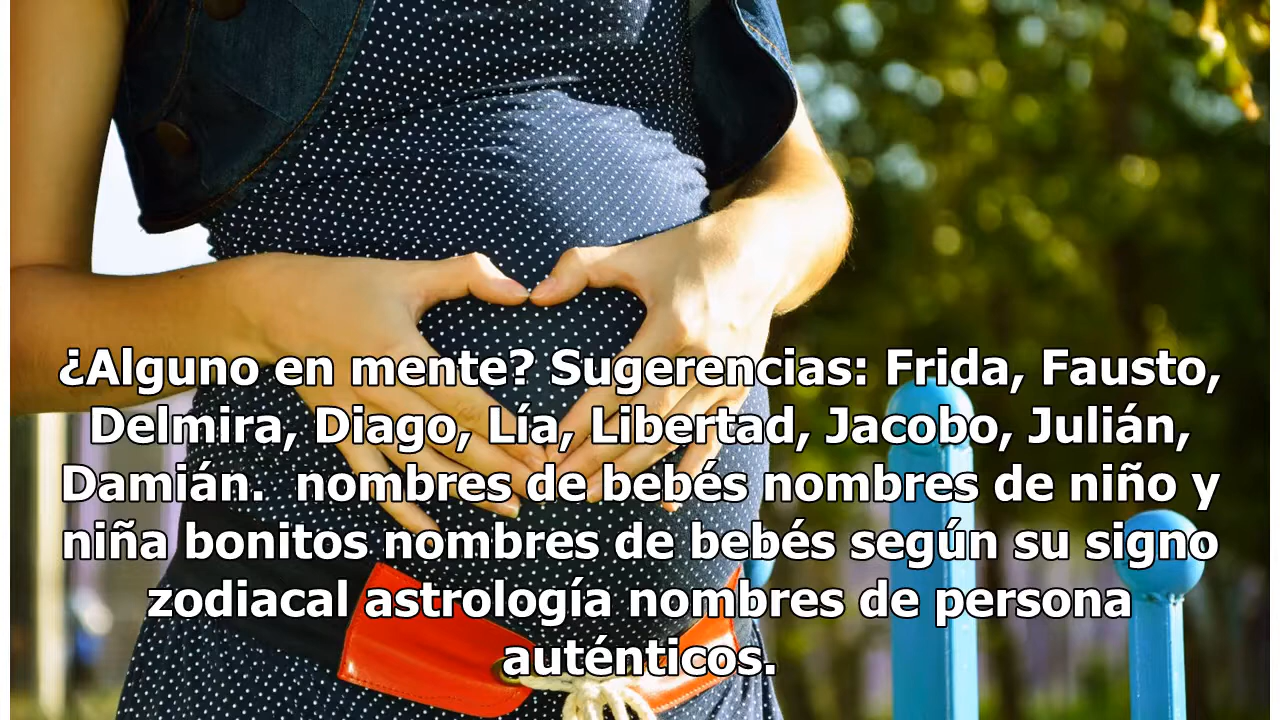 ¿Alguno en mente? Sugerencias: Frida, Fausto,
Delmira, Diago, Lía, Libertad, Jacobo, Julián,
Damián.  nombres de bebés nombres de niño y
niña bonitos nombres de bebés según su signo
zodiacal astrología nombres de persona
auténticos.